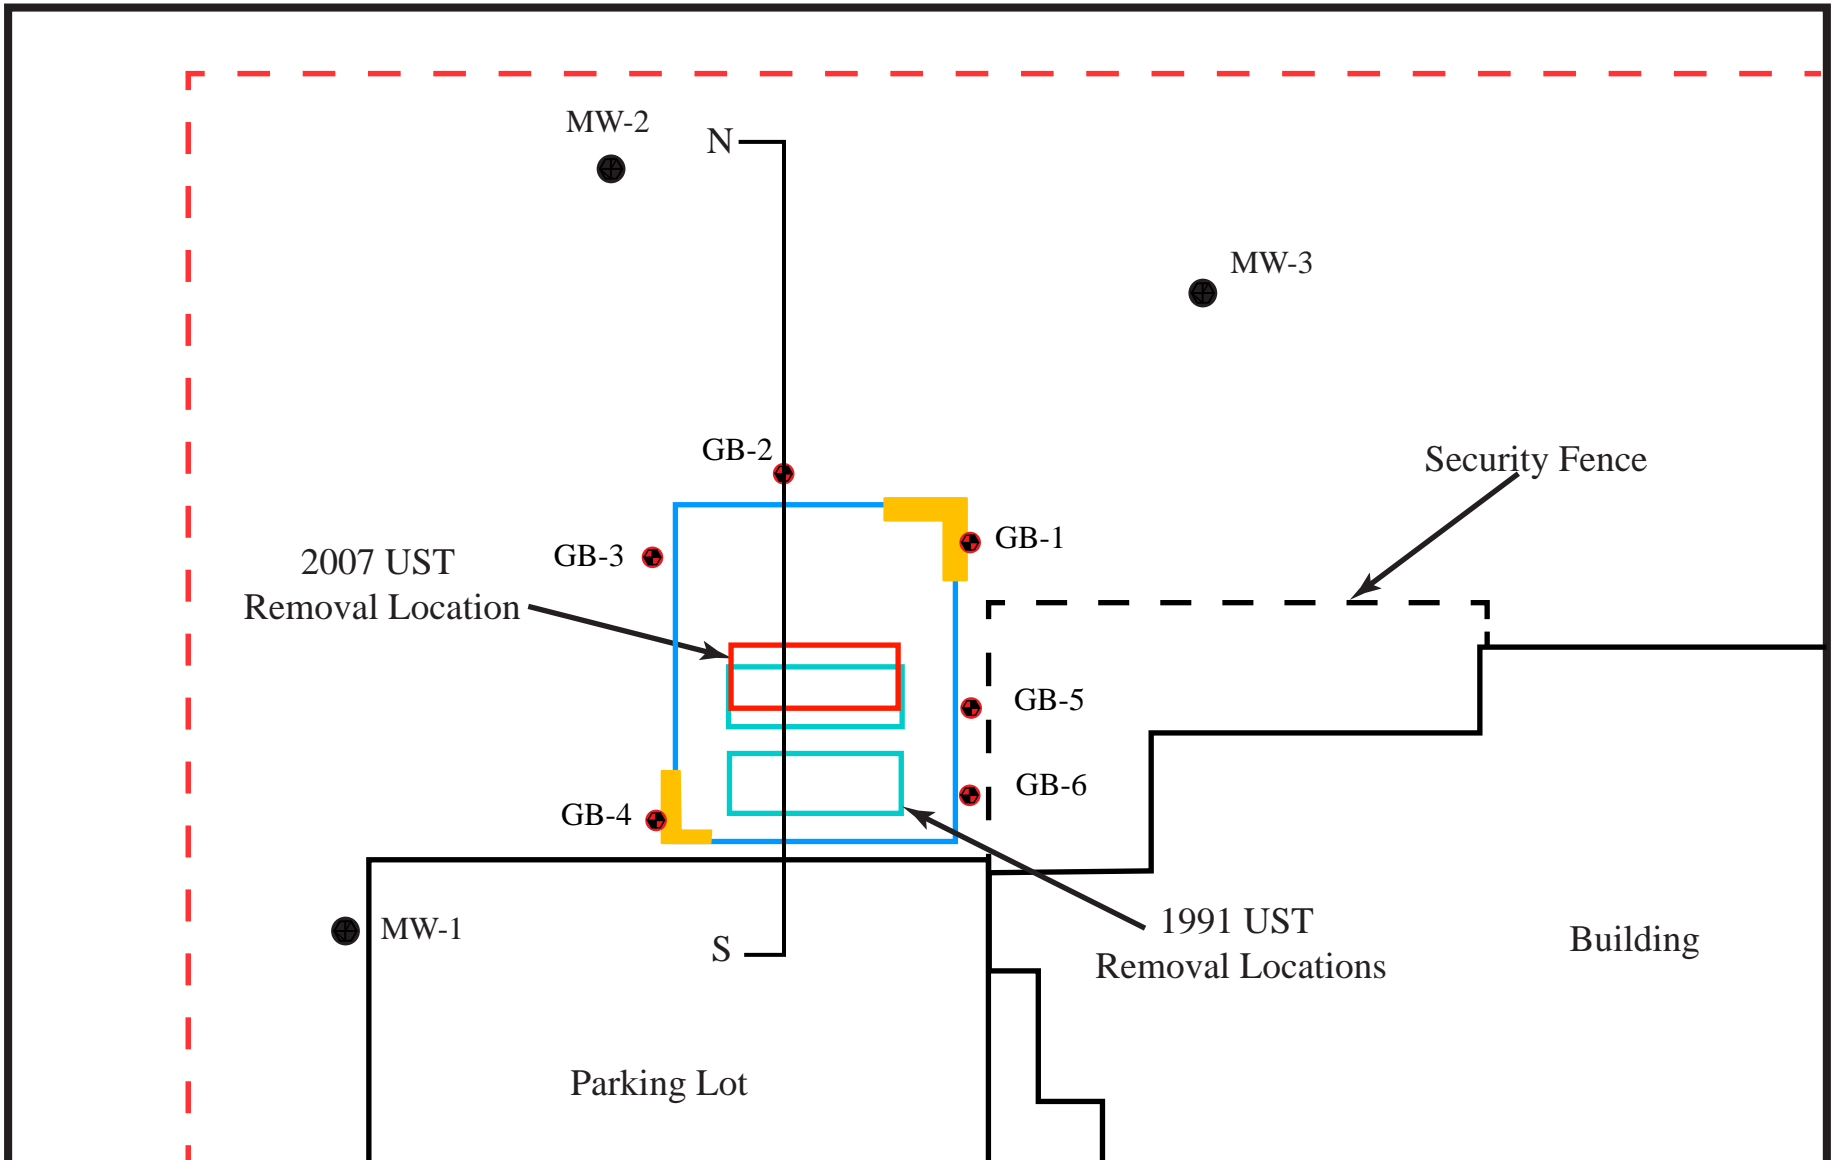 MW-2
N
MW-3
GB-2
Security Fence
GB-1
GB-3
2007 UST
Removal Location
GB-5
GB-6
GB-4
1991 UST
Removal Locations
MW-1
S
Building
Parking Lot